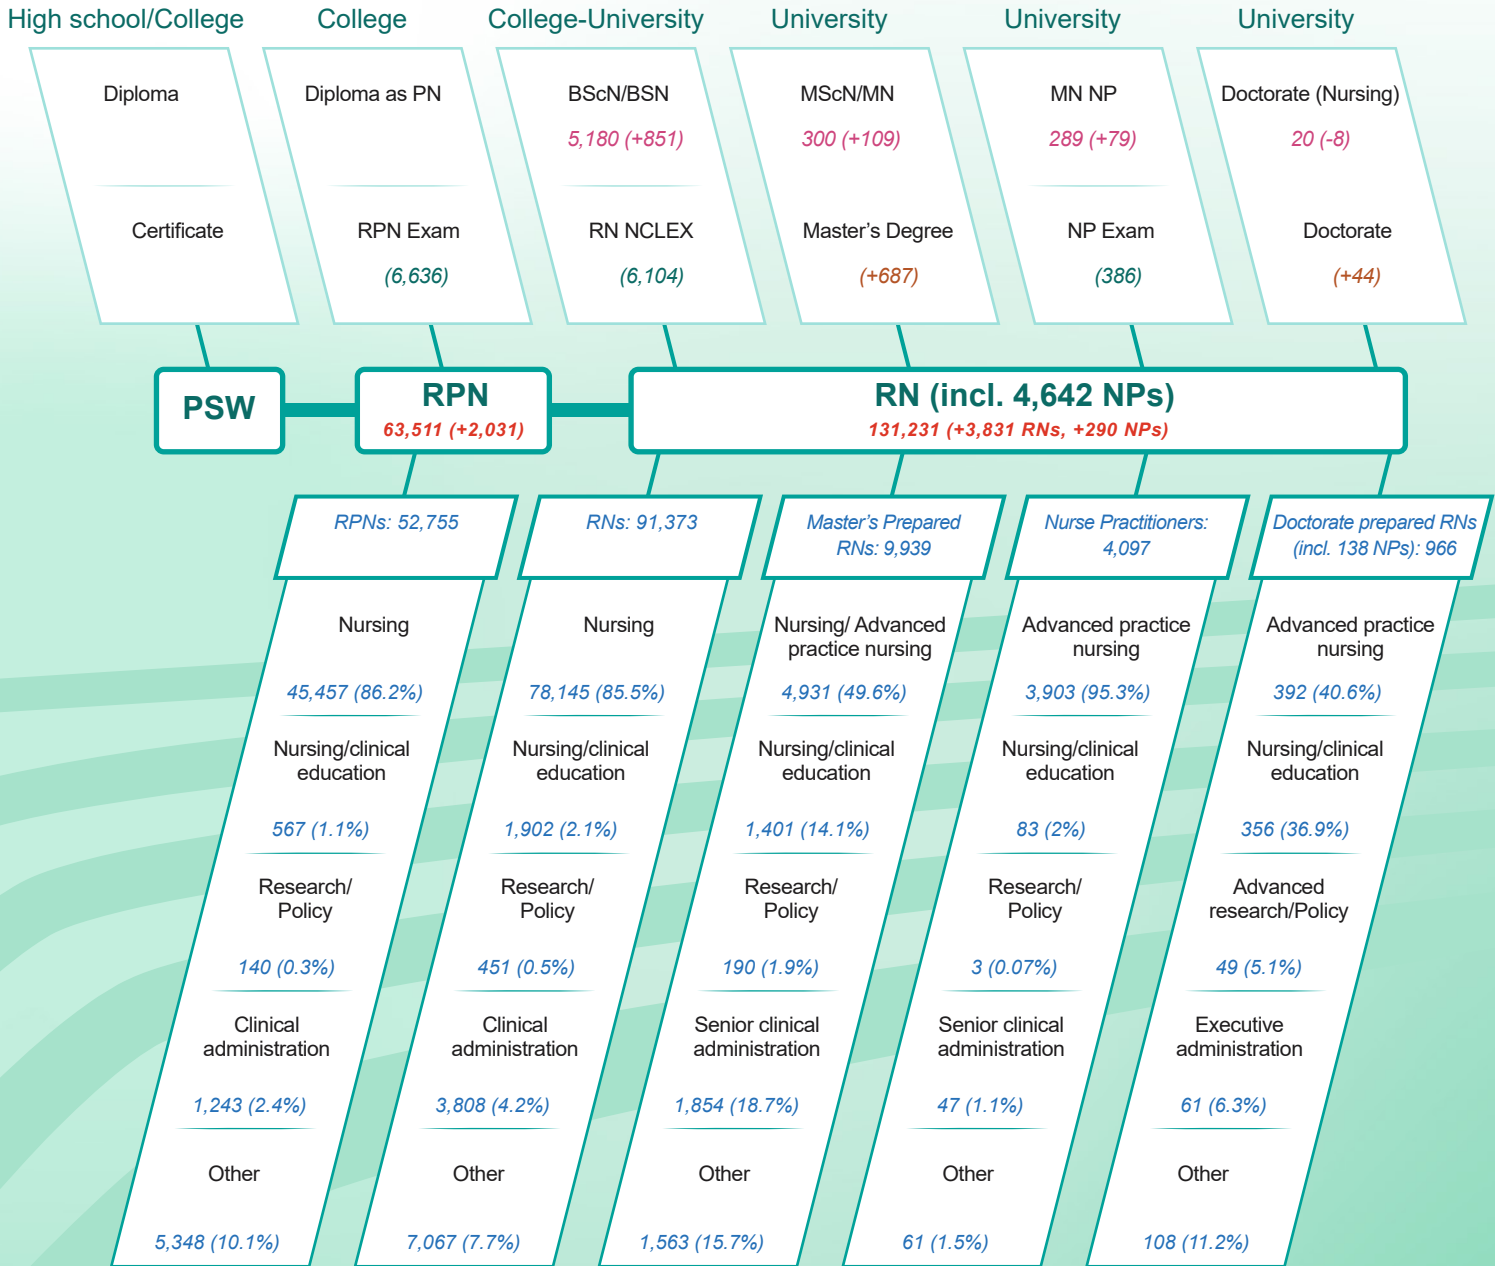 High school/College
College
College-University
University
University
University
Diploma
Certificate
Diploma as PN
RPN Exam
(6,636)
BScN/BSN
5,180 (+851)
RN NCLEX
(6,104)
MScN/MN
300 (+109)
Master’s Degree
(+687)
MN NP
289 (+79)
NP Exam
(386)
Doctorate (Nursing)
20 (-8)
Doctorate
(+44)
PSW
RPN
63,511 (+2,031)
RN (incl. 4,642 NPs)
131,231 (+3,831 RNs, +290 NPs)
RPNs: 52,755
Nursing
45,457 (86.2%)
Nursing/clinical
education
567 (1.1%)
Research/
Policy
140 (0.3%)
Clinical
administration
1,243 (2.4%)
Other
5,348 (10.1%)
RNs: 91,373
Nursing
78,145 (85.5%)
Nursing/clinical
education
1,902 (2.1%)
Research/
Policy
451 (0.5%)
Clinical
administration
3,808 (4.2%)
Other
7,067 (7.7%)
Master’s Prepared
RNs: 9,939
Nursing/ Advanced
practice nursing
4,931 (49.6%)
Nursing/clinical
education
1,401 (14.1%)
Research/
Policy
190 (1.9%)
Senior clinical
administration
1,854 (18.7%)
Other
1,563 (15.7%)
Nurse Practitioners:
4,097
Advanced practice
nursing
3,903 (95.3%)
Nursing/clinical
education
83 (2%)
Research/
Policy
3 (0.07%)
Senior clinical
administration
47 (1.1%)
Other
61 (1.5%)
Doctorate prepared RNs
(incl. 138 NPs): 966
Advanced practice
nursing
392 (40.6%)
Nursing/clinical
education
356 (36.9%)
Advanced
research/Policy
49 (5.1%)
Executive
administration
61 (6.3%)
Other
108 (11.2%)